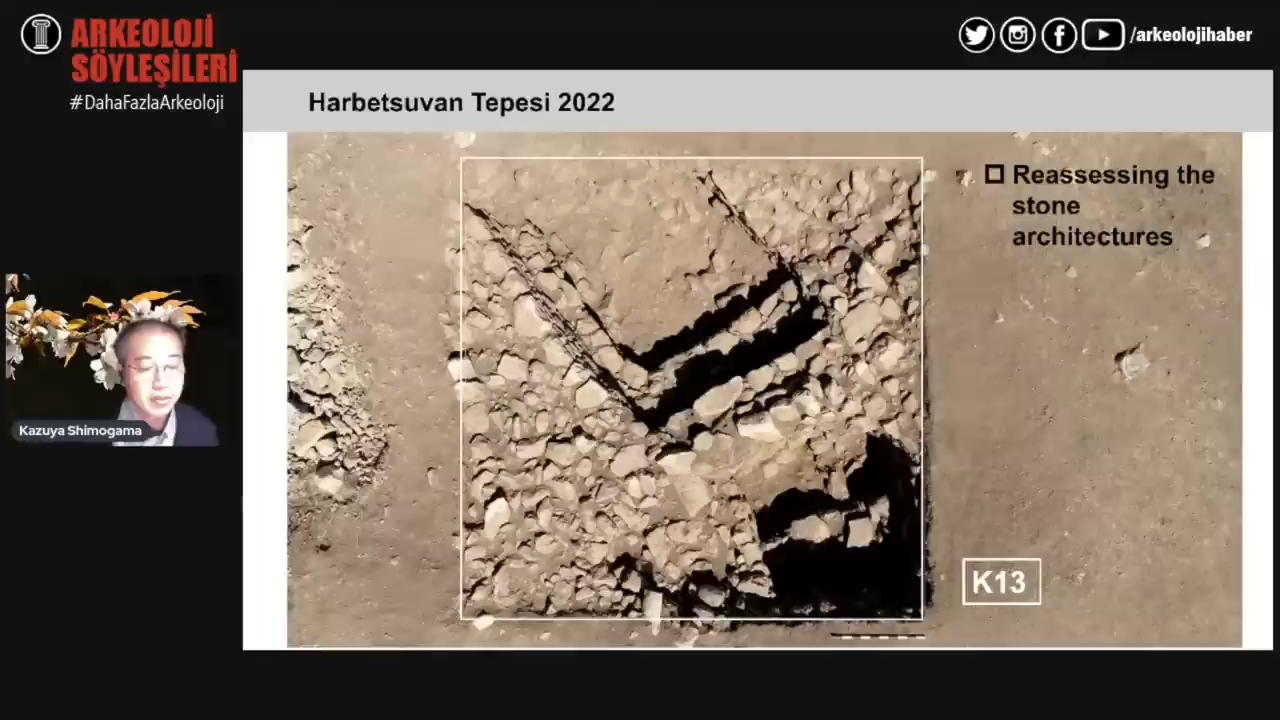 ARKEOLOJİ
SÖYLEŞİLERİ
#DahaFazlaArkeoloji
/arkeolojihaber
Harbetsuvan Tepesi 2022
Reassessing the
stone
architectures
Kazuya Shimogama
K13